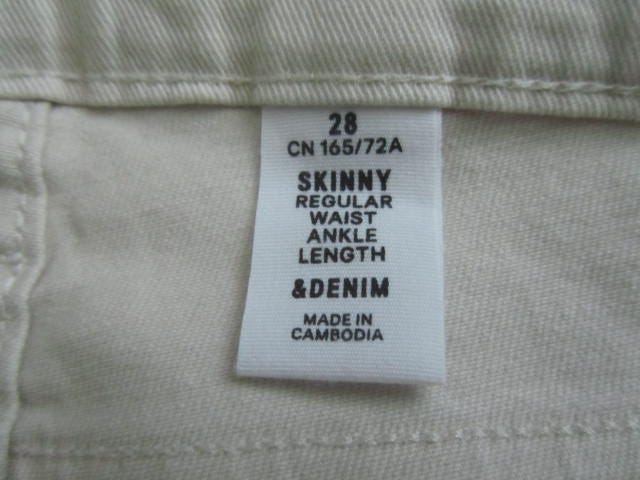 28
CN 165/72A
SKINNY
REGULAR
WAIST
ANKLE
LENGTH
&DENIM
MADE IN
CAMBODIA